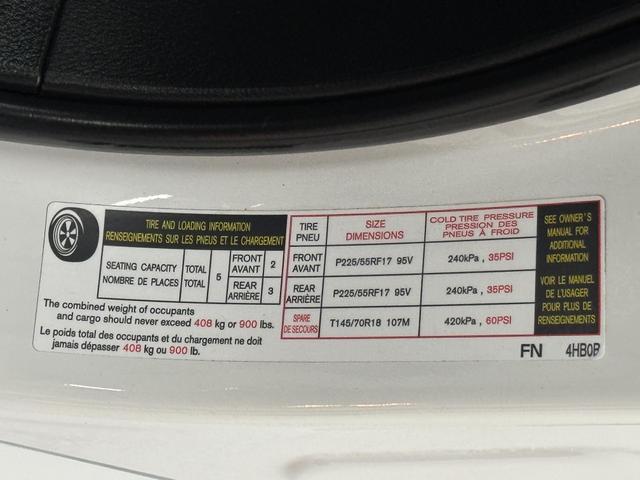 TIRE AND LOADING INFORMATION
RENSEIGNEMENTS SUR LES PNEUS ET LE CHARGEMENT
SEATING CAPACITY
NOMBRE DE PLACES
TOTAL
TOTAL
5
FRONT
AVANT
2
REAR
ARRIÈRE
3
The combined weight of occupants
and cargo should never exceed 408 kg or 900 lbs.
Le poids total des occupants et du chargement ne doit
jamais dépasser 408 kg ou 900 lb.
TIRE
PNEU
SIZE
DIMENSIONS
COLD TIRE PRESSURE
PRESSION DES
PNEUS À FROID
FRONT
AVANT
P225/55RF17 95V
240kPa , 35PSI
REAR
ARRIÈRE
P225/55RF17 95V
240kPa , 35PSI
SPARE
DE SECOURS
T145/70R18 107M
420kPa , 60PSI
SEE OWNER'S
MANUAL FOR
ADDITIONAL
INFORMATION
VOIR LE MANUEL
DE L'USAGER
POUR PLUS DE
RENSEIGNEMENTS
FN 4HB0B